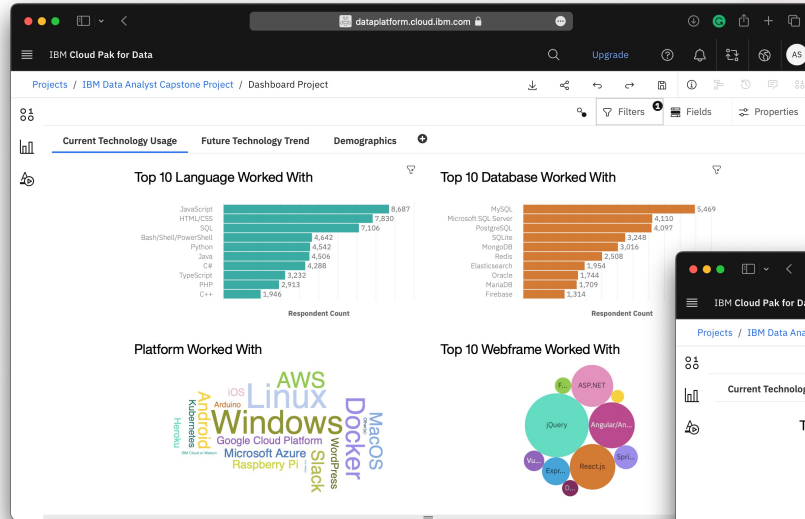 dataplatform.cloud.ibm.com
IBM Cloud Pak for Data
Upgrade
AS
Projects / IBM Data Analyst Capstone Project / Dashboard Project
Filters 1
Fields
Properties
Current Technology Usage
Future Technology Trend
Demographics
Top 10 Language Worked With
JavaScript 8,687
HTML/CSS 7,830
SQL 7,106
Bash/Shell/PowerShell 4,642
Python 4,542
Java 4,506
C# 4,288
TypeScript 3,232
PHP 2,913
C++ 1,946
Respondent Count
Top 10 Database Worked With
MySQL 5,469
Microsoft SQL Server 4,110
PostgreSQL 4,097
SQLite 3,248
MongoDB 3,016
Redis 2,508
Elasticsearch 1,954
Oracle 1,744
MariaDB 1,709
Firebase 1,314
Respondent Count
Platform Worked With
AWS
iOS
Linux
Arduino
Windows
Android
Kubernetes
Heroku
Google Cloud Platform
Microsoft Azure
Raspberry Pi
Slack
WordPress
Docker
MacOS
IBM Cloud or Watson
Top 10 Webframe Worked With
F...
ASP.NET
jQuery
Angular/An...
Vu...
Expr...
React.js
Spri...
D...
IBM Cloud Pak for Da
Projects / IBM Data Ana
Current Technolog
T